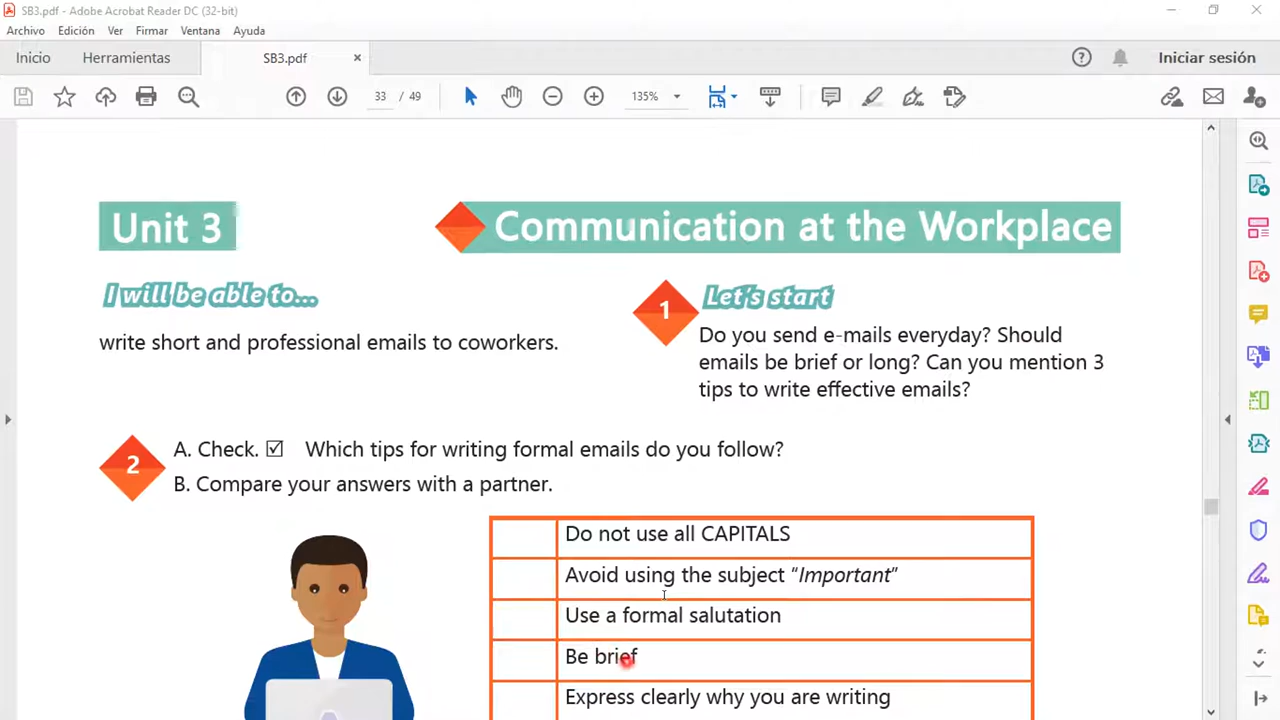 SB3.pdf - Adobe Acrobat Reader DC (32-bit)
Archivo Edición Ver Firmar Ventana Ayuda
Inicio Herramientas SB3.pdf Iniciar sesión
33 / 49 135%
Unit 3 Communication at the Workplace
I will be able to...
write short and professional emails to coworkers.
1 Let's start
Do you send e-mails everyday? Should
emails be brief or long? Can you mention 3
tips to write effective emails?
2
A. Check. ☑ Which tips for writing formal emails do you follow?
B. Compare your answers with a partner.
Do not use all CAPITALS
Avoid using the subject “Important”
Use a formal salutation
Be brief
Express clearly why you are writing